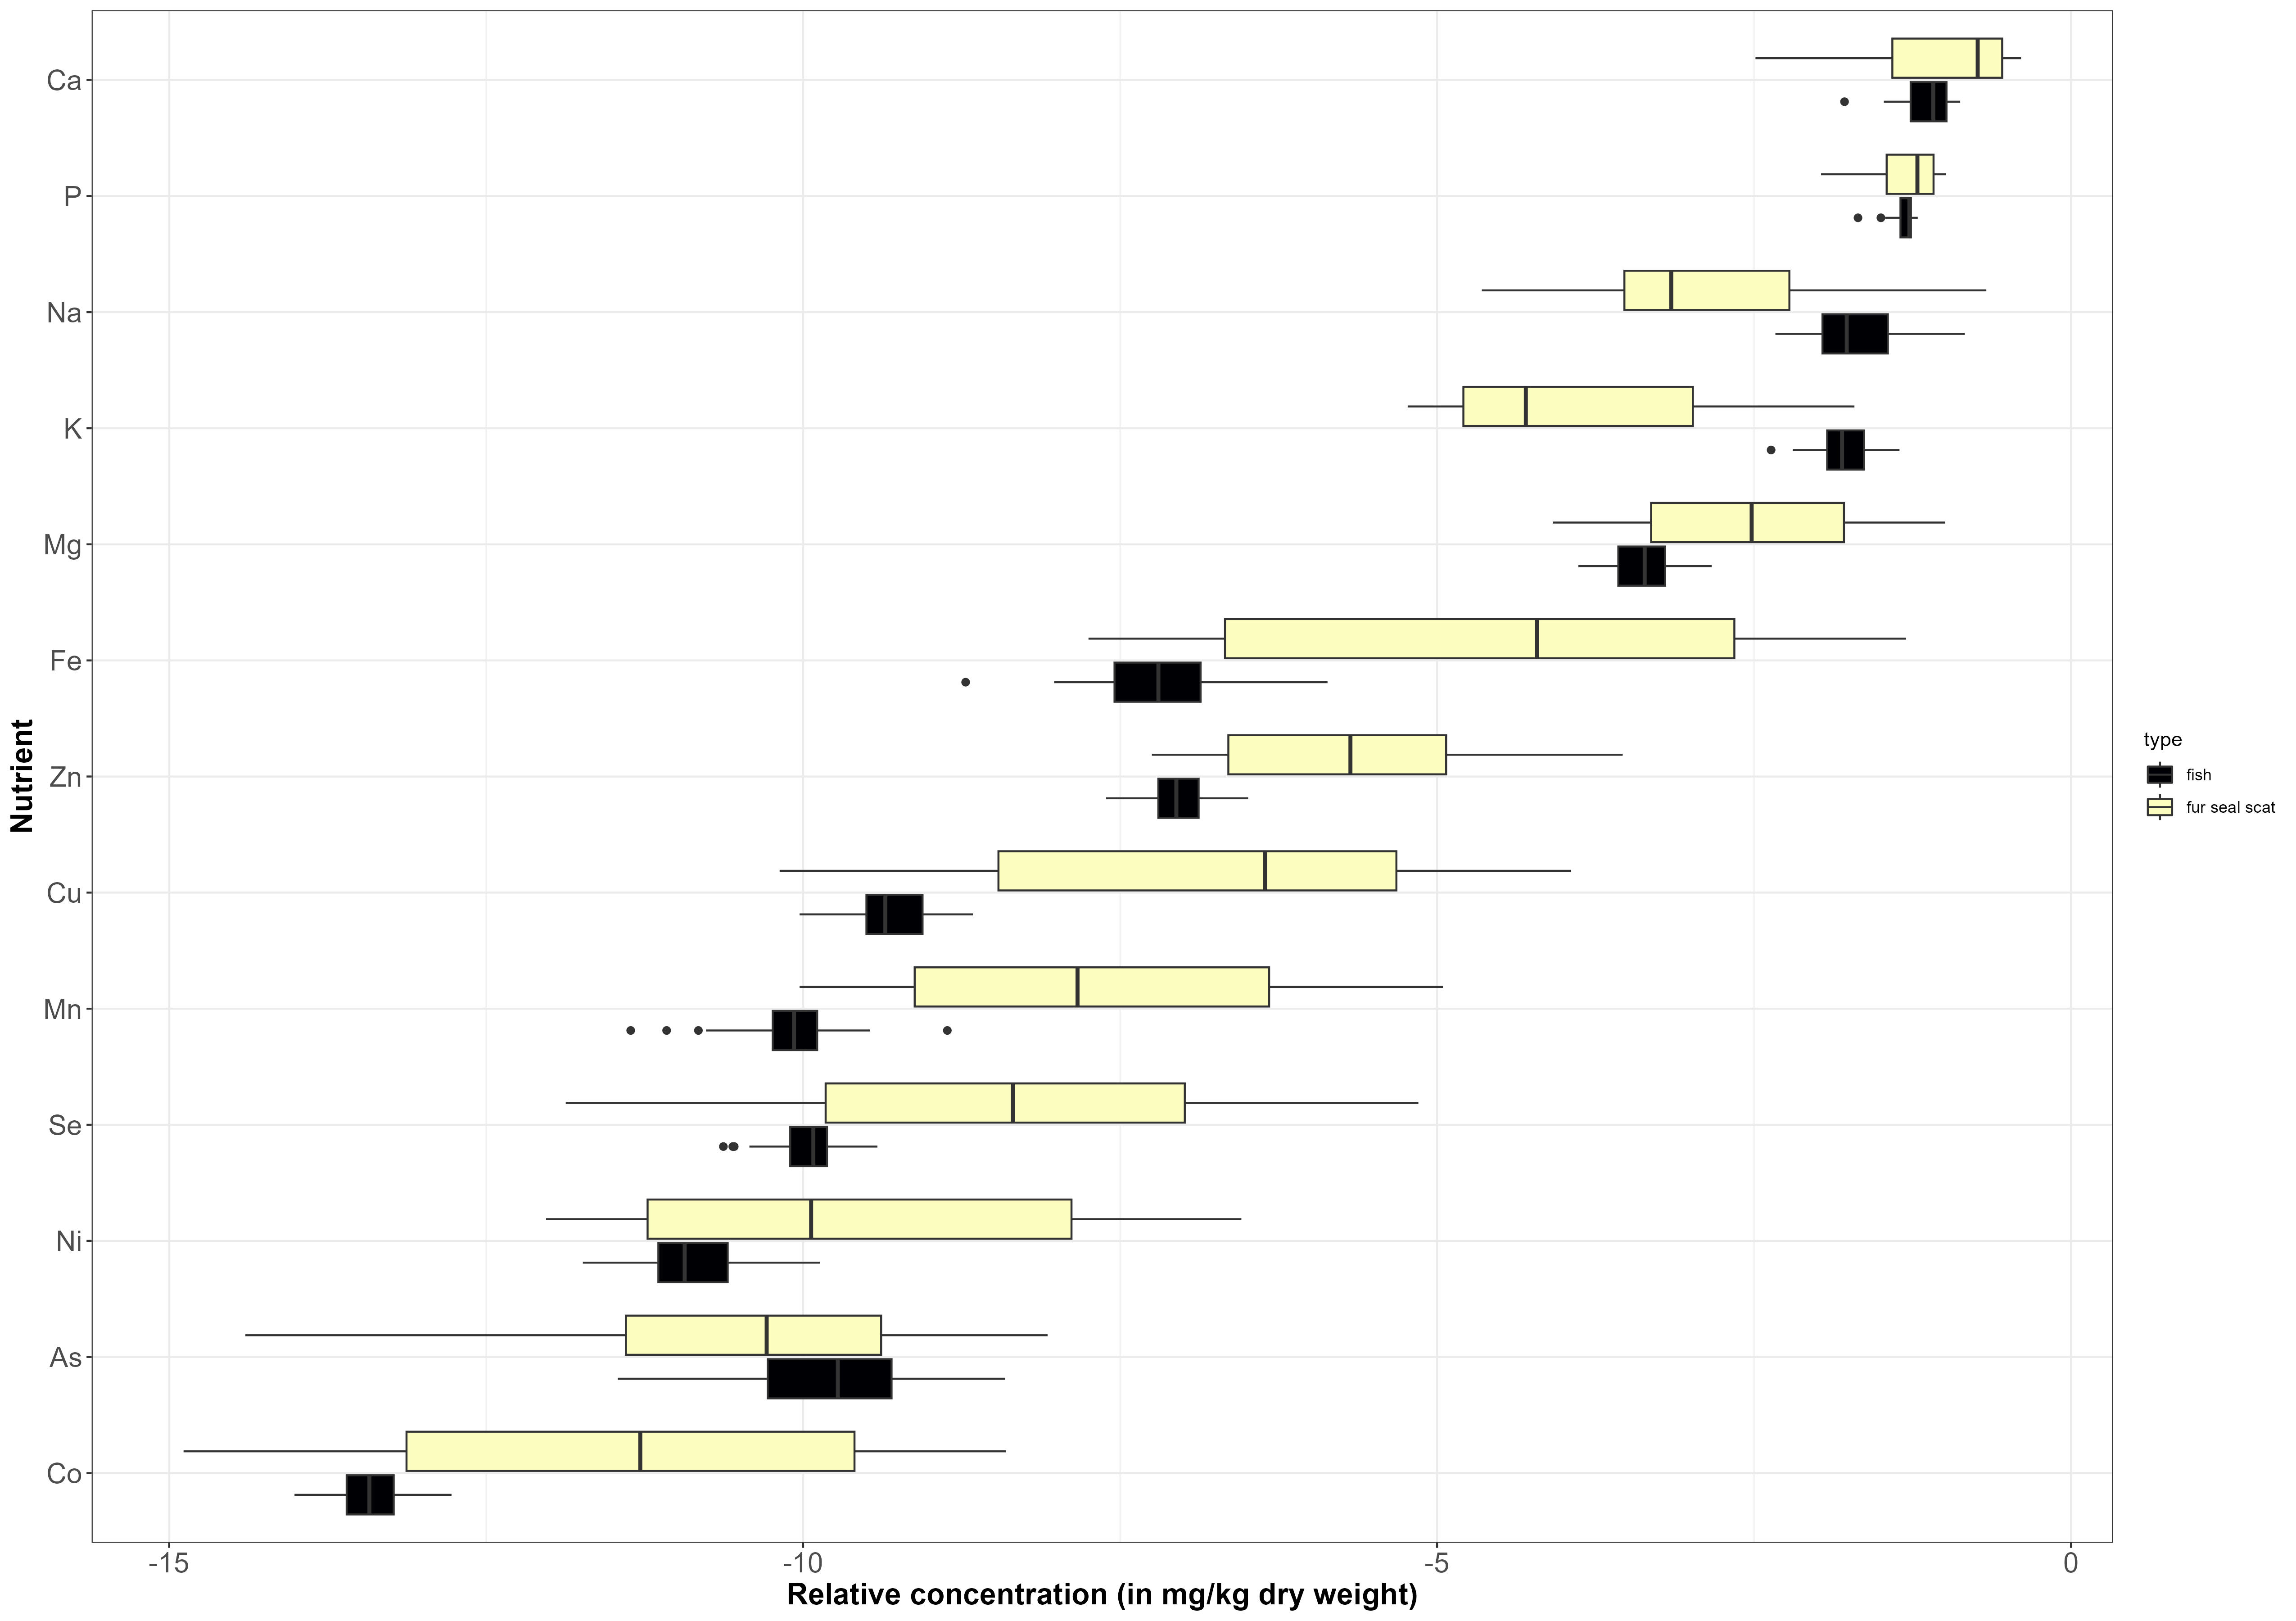 Ca
P
Na
K
Mg
Fe
Zn
Cu
Mn
Se
Ni
As
Co
Nutrient
-15 -10 -5 0
Relative concentration (in mg/kg dry weight)
type
fish
fur seal scat